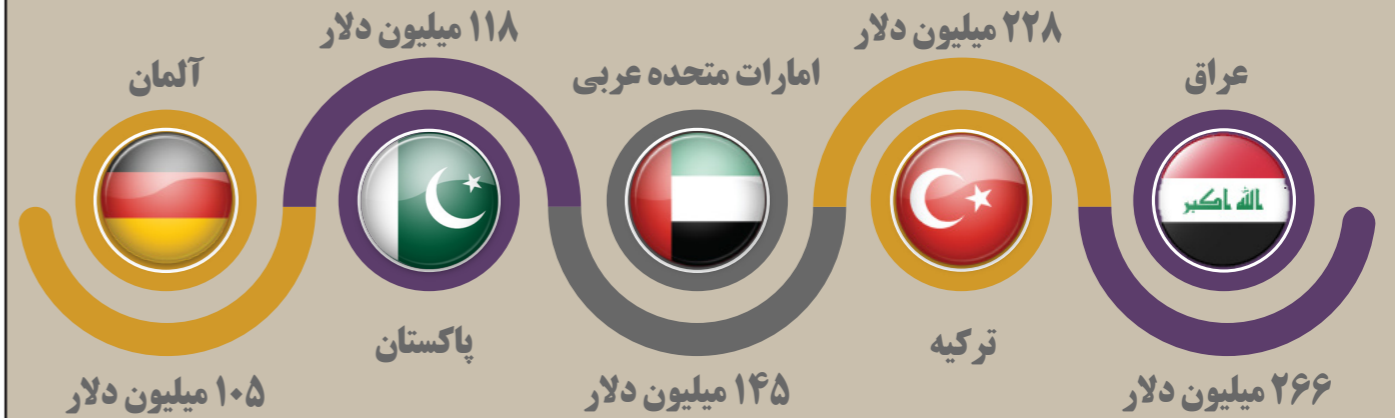 عراق
۲۶۶ میلیون دلار
۲۲۸ میلیون دلار
ترکیه
امارات متحده عربی
۱۴۵ میلیون دلار
۱۱۸ میلیون دلار
پاکستان
آلمان
۱۰۵ میلیون دلار
الله اکبر